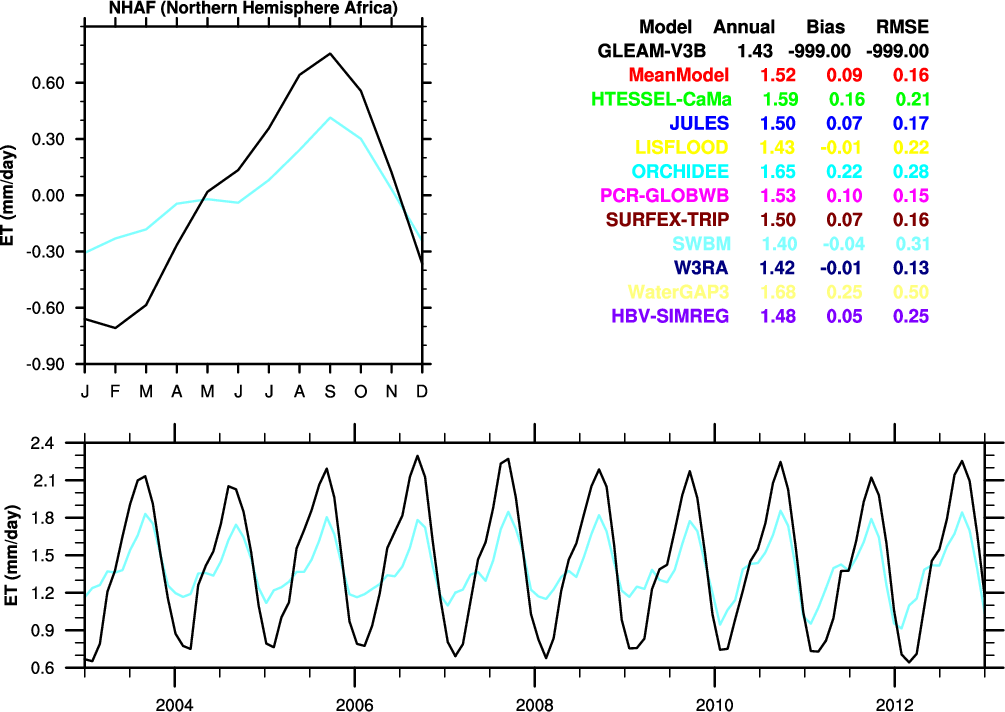 NHAF (Northern Hemisphere Africa)
ET (mm/day)
0.60
0.30
0.00
-0.30
-0.60
-0.90
J F M A M J J A S O N D
Model Annual Bias RMSE
GLEAM-V3B 1.43 -999.00 -999.00
MeanModel 1.52 0.09 0.16
HTESSEL-CaMa 1.59 0.16 0.21
JULES 1.50 0.07 0.17
LISFLOOD 1.43 -0.01 0.22
ORCHIDEE 1.65 0.22 0.28
PCR-GLOBWB 1.53 0.10 0.15
SURFEX-TRIP 1.50 0.07 0.16
SWBM 1.40 -0.04 0.31
W3RA 1.42 -0.01 0.13
WaterGAP3 1.68 0.25 0.50
HBV-SIMREG 1.48 0.05 0.25
ET (mm/day)
2.4
2.1
1.8
1.5
1.2
0.9
0.6
2004 2006 2008 2010 2012